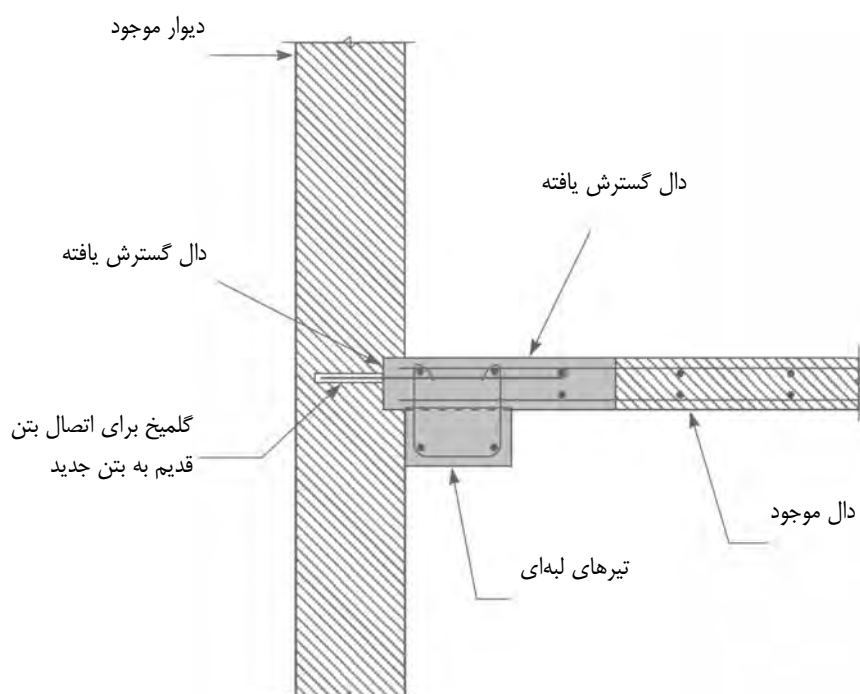 دیوار موجود
دال گسترش یافته
دال گسترش یافته
گلمیخ برای اتصال بتن
قدیم به بتن جدید
دال موجود
تیرهای لبه‌ای